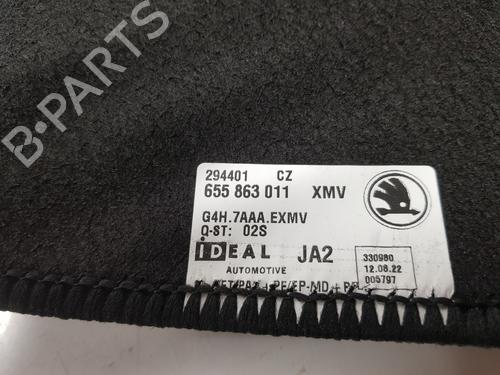 B-PARTS
294401 CZ
655 863 011 XMV
G4H.7AAA.EXMV
Q-ST: 02S
iDEAL JA2
AUTOMOTIVE
330980
12.08.22
005797